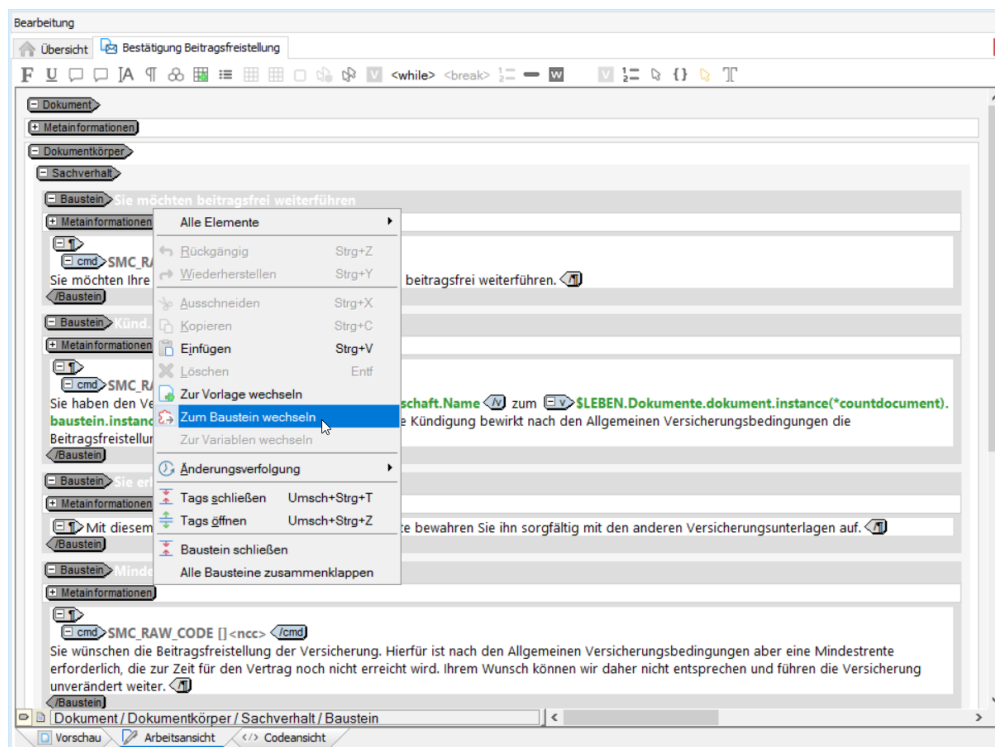 Bearbeitung
Übersicht Bestätigung Beitragsfreistellung
F U A ¶ V <while> <break> W V {} T
Dokument
Metainformationen
Dokumentkörper
Sachverhalt
Baustein Sie möchten beitragsfrei weiterführen
Metainformationen
¶
cmd SMC_RA
Sie möchten Ihre beitragsfrei weiterführen. /¶
/Baustein
Baustein Künd
Metainformationen
¶
cmd SMC_RA
Sie haben den Ve schaft.Name /v zum v $LEBEN.Dokumente.dokument.instance(*countdocument).
baustein.instanc e Kündigung bewirkt nach den Allgemeinen Versicherungsbedingungen die
Beitragsfreistellur
/Baustein
Baustein Sie erl
Metainformationen
¶ Mit diesem te bewahren Sie ihn sorgfältig mit den anderen Versicherungsunterlagen auf. /¶
/Baustein
Baustein Minde
Metainformationen
¶
cmd SMC_RAW_CODE []<ncc> /cmd
Sie wünschen die Beitragsfreistellung der Versicherung. Hierfür ist nach den Allgemeinen Versicherungsbedingungen aber eine Mindestrente
erforderlich, die zur Zeit für den Vertrag noch nicht erreicht wird. Ihrem Wunsch können wir daher nicht entsprechen und führen die Versicherung
unverändert weiter. /¶
/Baustein
Alle Elemente
Rückgängig Strg+Z
Wiederherstellen Strg+Y
Ausschneiden Strg+X
Kopieren Strg+C
Einfügen Strg+V
Löschen Entf
Zur Vorlage wechseln
Zum Baustein wechseln
Zur Variablen wechseln
Änderungsverfolgung
Tags schließen Umsch+Strg+T
Tags öffnen Umsch+Strg+Z
Baustein schließen
Alle Bausteine zusammenklappen
Dokument / Dokumentkörper / Sachverhalt / Baustein
Vorschau Arbeitsansicht </> Codeansicht